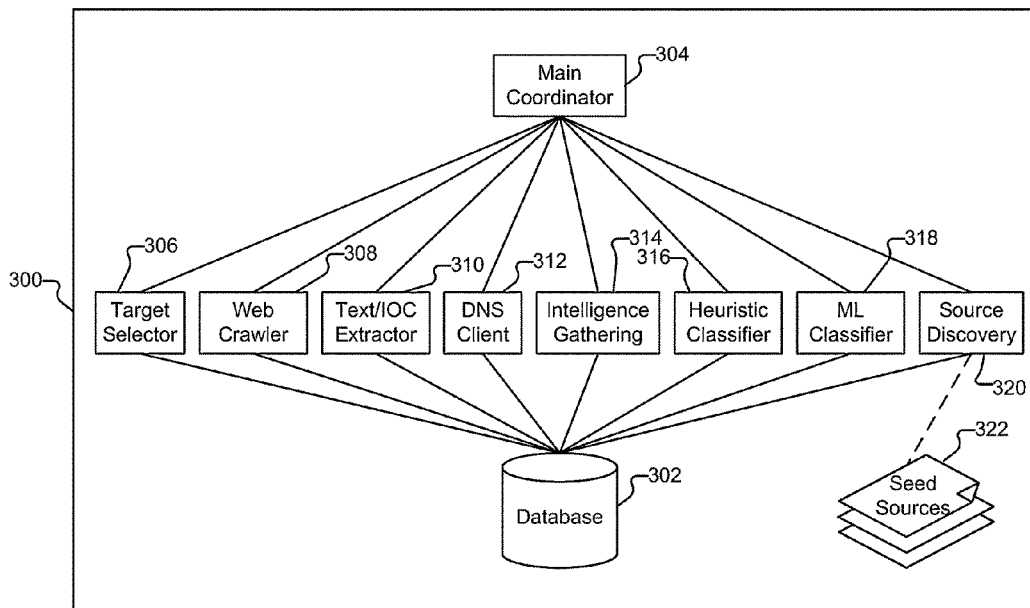 304
Main
Coordinator
306
308
310
312
314
316
318
300
Target
Selector
Web
Crawler
Text/IOC
Extractor
DNS
Client
Intelligence
Gathering
Heuristic
Classifier
ML
Classifier
Source
Discovery
320
322
302
Database
Seed
Sources